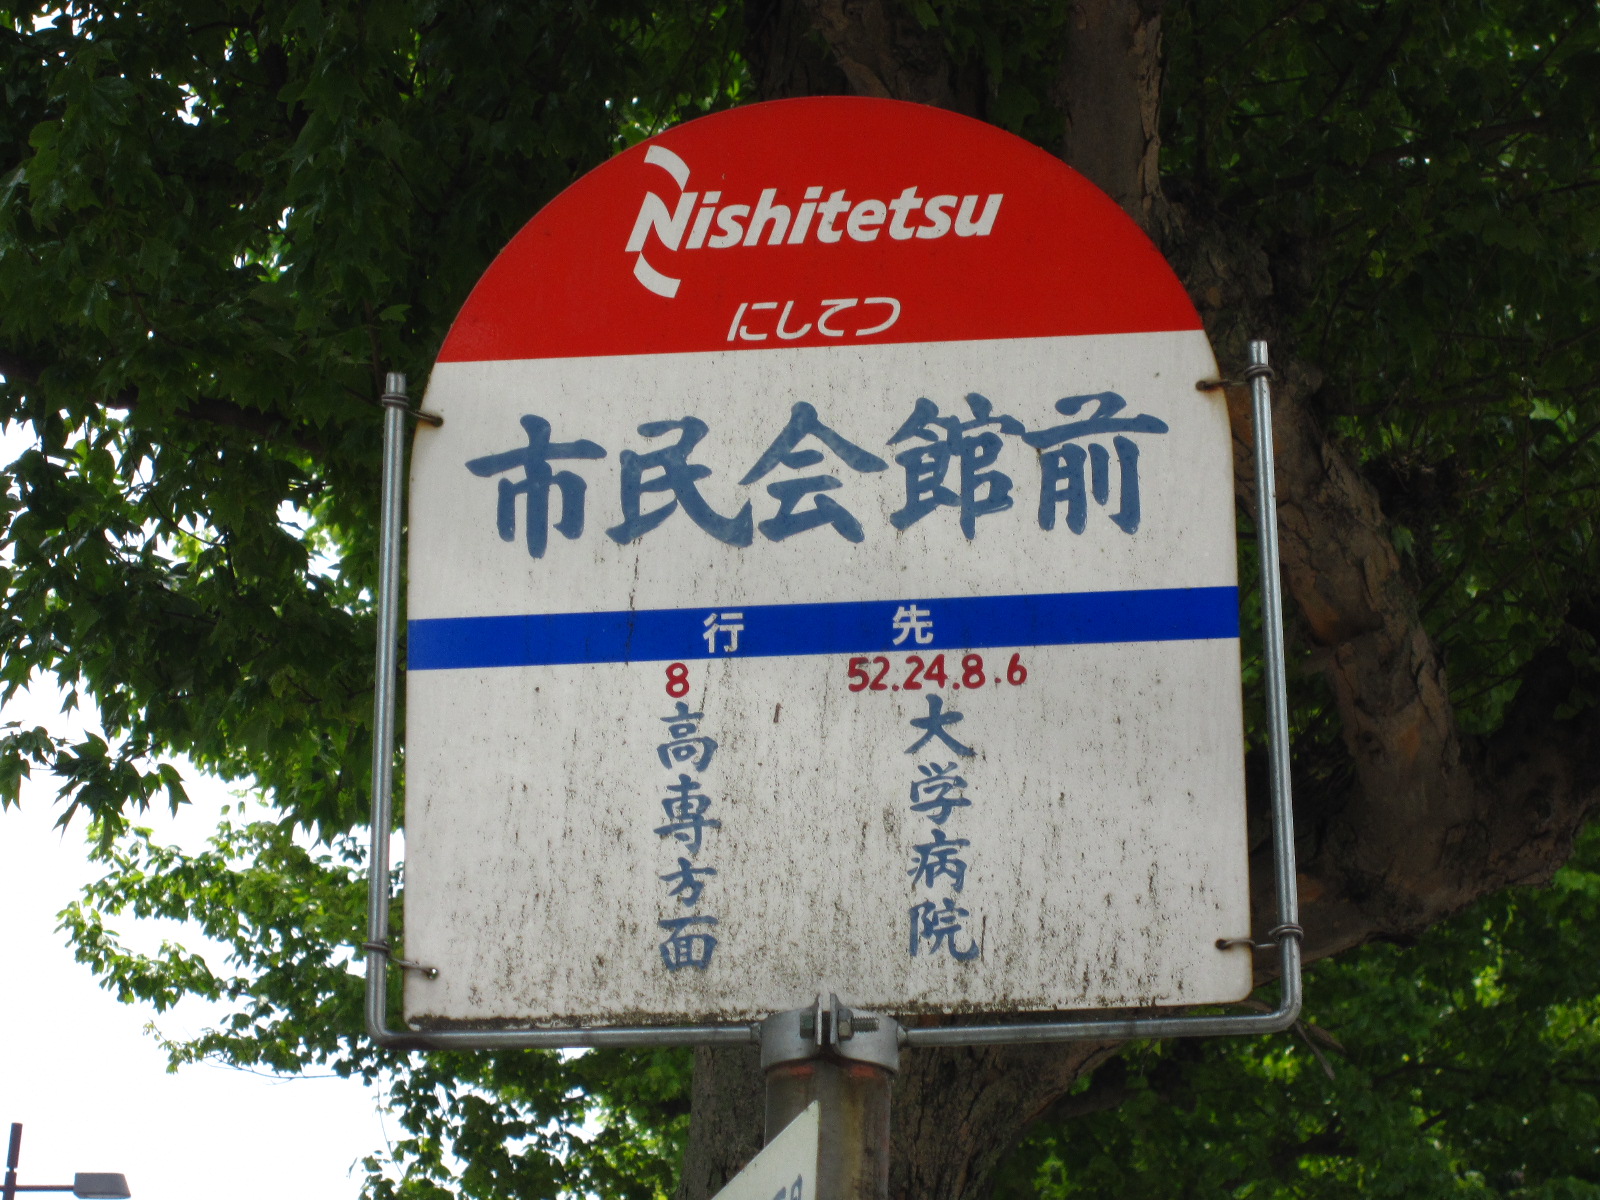 Nishitetsu
にしてつ
市民会館前
行先
52.24.8.6
大学病院
8
高専方面